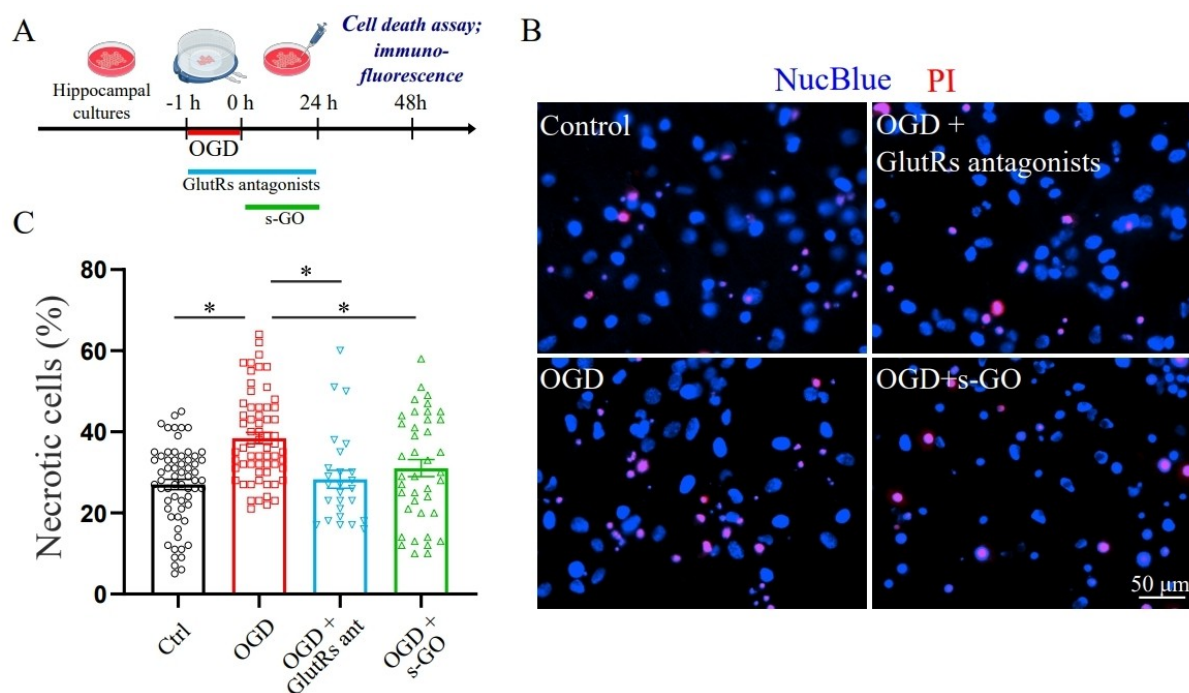 A
Cell death assay;
immuno-
fluorescence
Hippocampal
cultures
-1 h
0 h
24 h
48h
OGD
GlutRs antagonists
s-GO
B
NucBlue PI
Control
OGD +
GlutRs antagonists
OGD
OGD+s-GO
50 µm
C
Necrotic cells (%)
80
60
40
20
0
*
*
*
Ctrl
OGD
OGD +
GlutRs ant
OGD +
s-GO